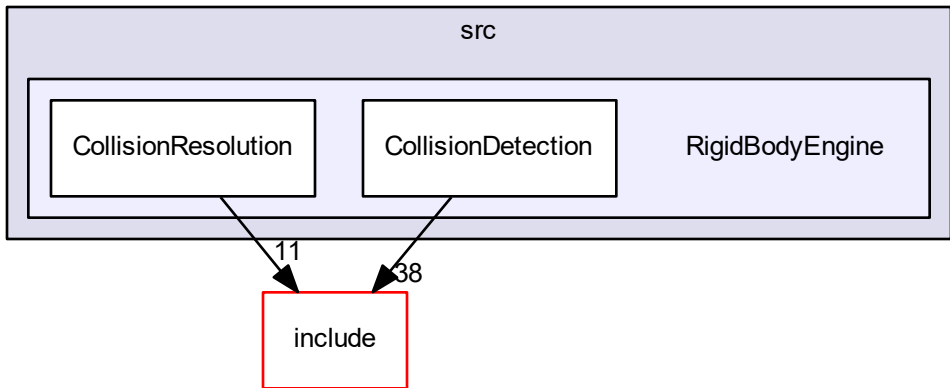 src
CollisionResolution
CollisionDetection
RigidBodyEngine
11
38
include